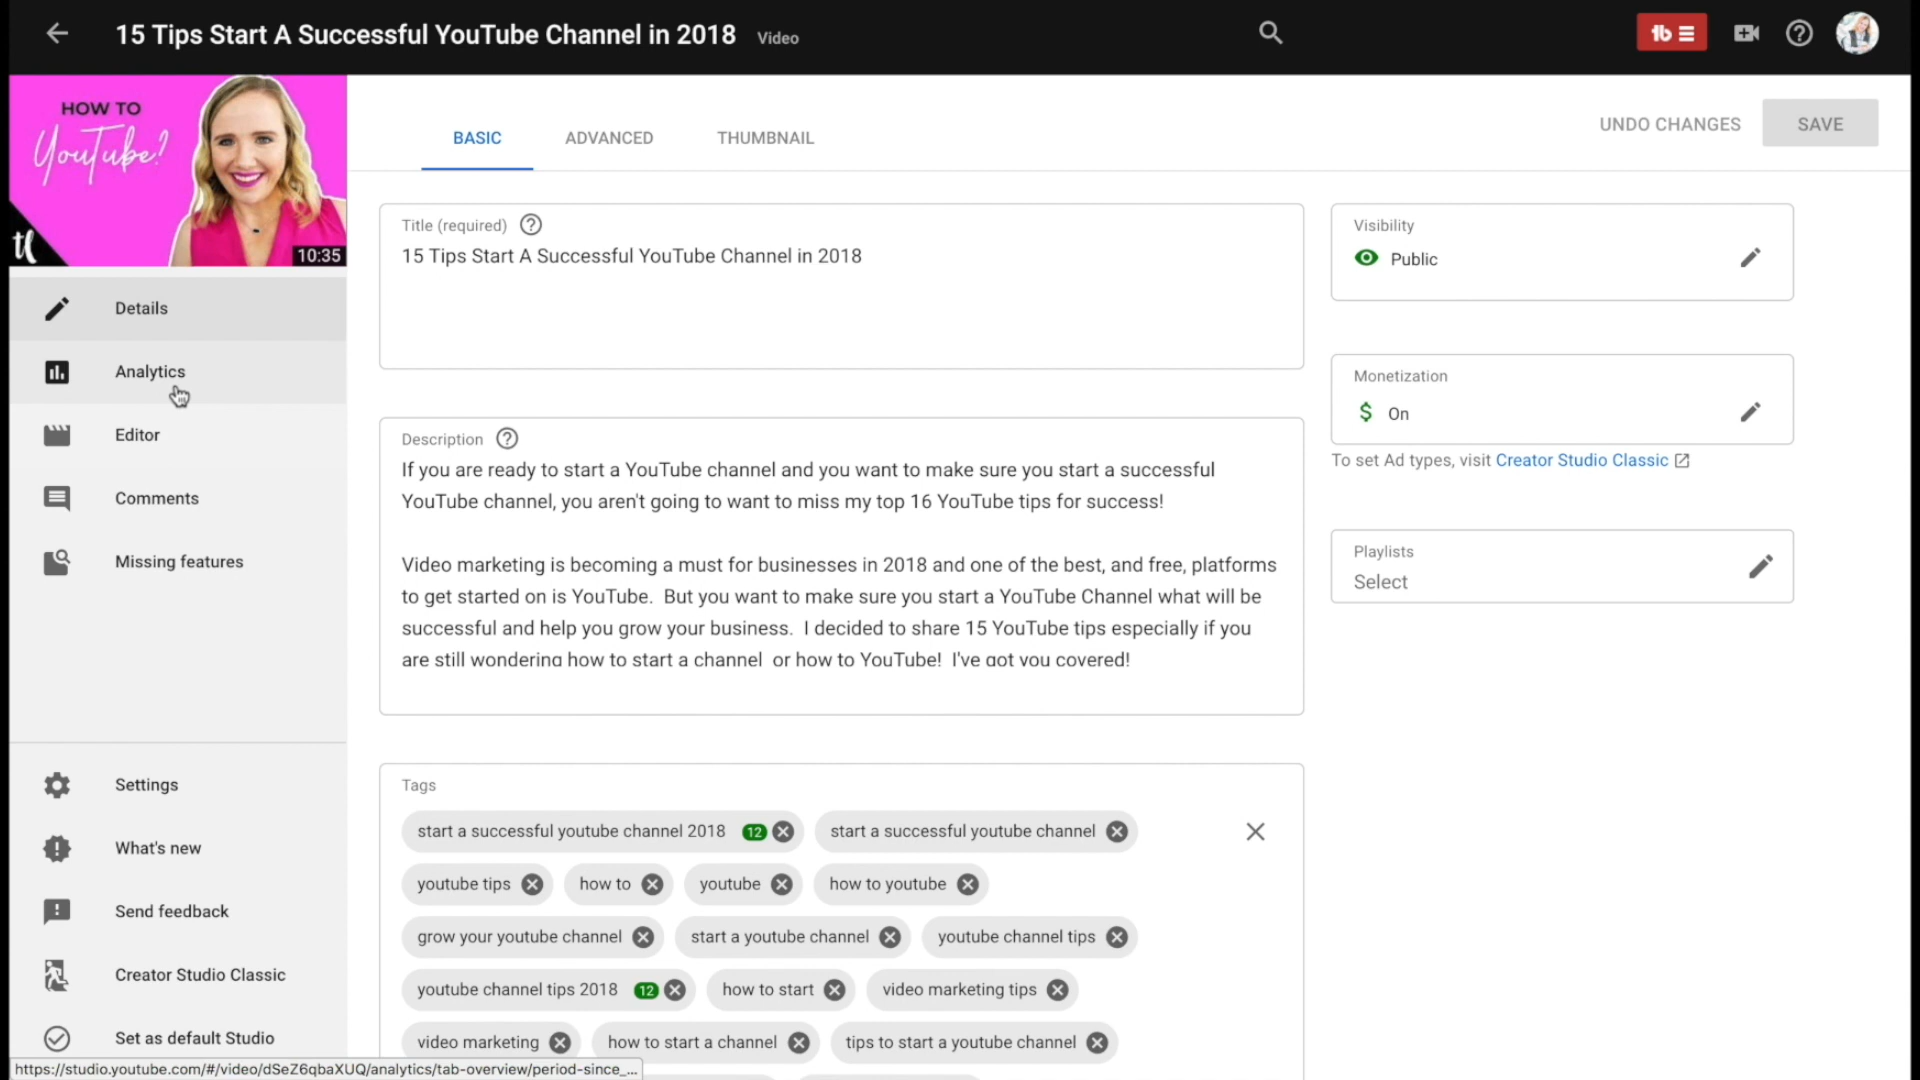 15 Tips Start A Successful YouTube Channel in 2018 Video
tb
HOW TO
YouTube?
tl
10:35
Details
Analytics
Editor
Comments
Missing features
Settings
What's new
Send feedback
Creator Studio Classic
Set as default Studio
https://studio.youtube.com/#/video/dSeZ6qbaXUQ/analytics/tab-overview/period-since_...
BASIC ADVANCED THUMBNAIL
UNDO CHANGES SAVE
Title (required)
15 Tips Start A Successful YouTube Channel in 2018
Description
If you are ready to start a YouTube channel and you want to make sure you start a successful
YouTube channel, you aren't going to want to miss my top 16 YouTube tips for success!
Video marketing is becoming a must for businesses in 2018 and one of the best, and free, platforms
to get started on is YouTube.  But you want to make sure you start a YouTube Channel what will be
successful and help you grow your business.  I decided to share 15 YouTube tips especially if you
are still wondering how to start a channel  or how to YouTube!  I've got you covered!
Tags
start a successful youtube channel 2018 12 start a successful youtube channel
youtube tips how to youtube how to youtube
grow your youtube channel start a youtube channel youtube channel tips
youtube channel tips 2018 12 how to start video marketing tips
video marketing how to start a channel tips to start a youtube channel
Visibility
Public
Monetization
$ On
To set Ad types, visit Creator Studio Classic
Playlists
Select